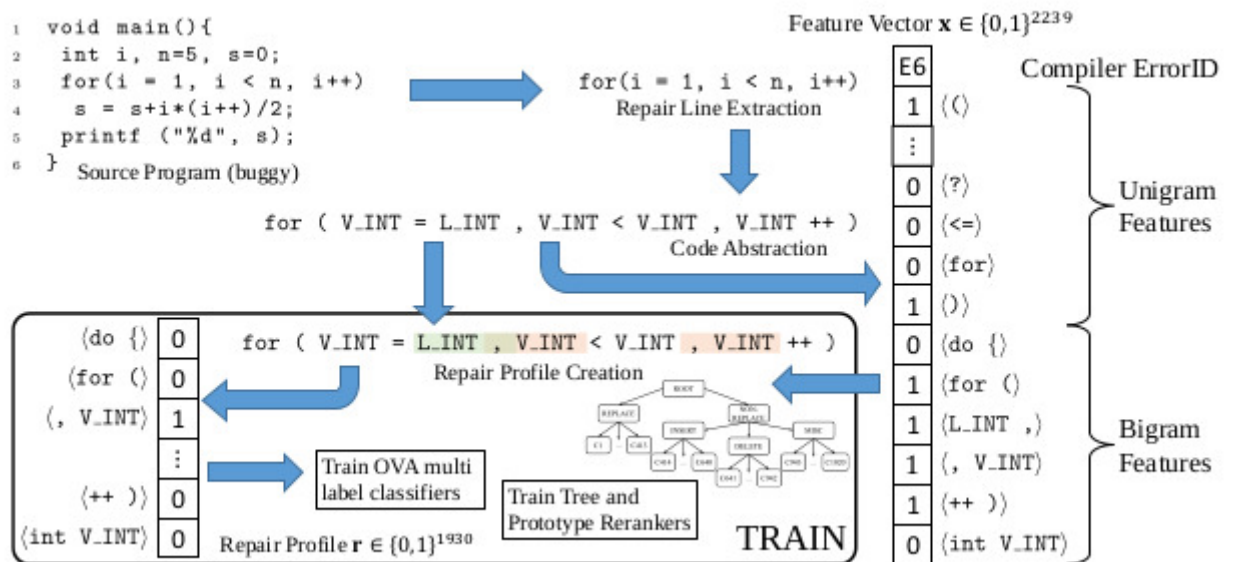 1 void main(){
2 int i, n=5, s=0;
3 for(i = 1, i < n, i++)
4 s = s+i*(i++)/2;
5 printf ("%d", s);
6 }
Source Program (buggy)
for(i = 1, i < n, i++)
Repair Line Extraction
for ( V_INT = L_INT , V_INT < V_INT , V_INT ++ )
Code Abstraction
Feature Vector x ∈ {0,1}²²³⁹
E6 Compiler ErrorID
1 ⟨(⟩
⋮
0 ⟨?⟩
0 ⟨<=⟩
0 ⟨for⟩
1 ⟨)⟩
Unigram
Features
0 ⟨do {⟩
1 ⟨for (⟩
1 ⟨L_INT ,⟩
1 ⟨, V_INT⟩
1 ⟨++ )⟩
0 ⟨int V_INT⟩
Bigram
Features
⟨do {⟩ 0
⟨for (⟩ 0
⟨, V_INT⟩ 1
⋮
⟨++ )⟩ 0
⟨int V_INT⟩ 0
for ( V_INT = L_INT , V_INT < V_INT , V_INT ++ )
Repair Profile Creation
ROOT
REPLACE
INSERT
DELETE
MISC
Train OVA multi
label classifiers
Train Tree and
Prototype Rerankers
Repair Profile r ∈ {0,1}¹⁹³⁰
TRAIN